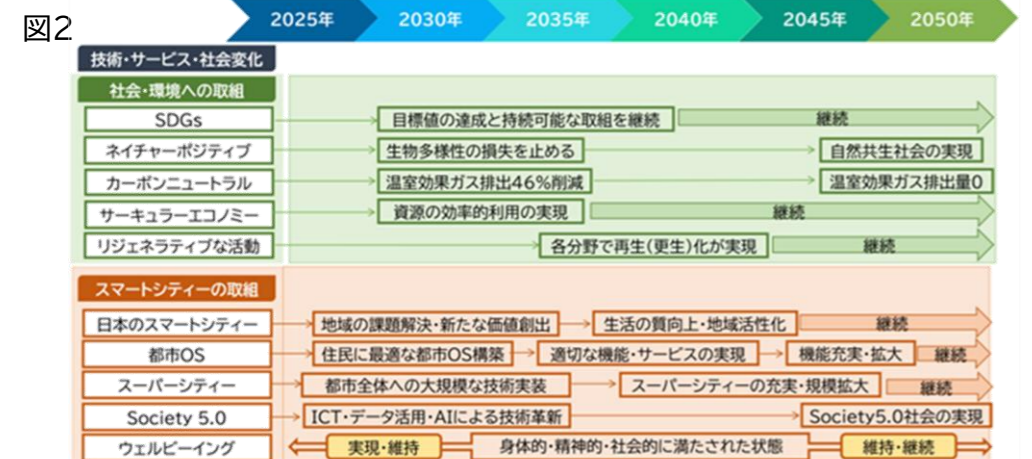 図2
2025年 2030年 2035年 2040年 2045年 2050年
技術・サービス・社会変化
社会・環境への取組
SDGs 目標値の達成と持続可能な取組を継続 継続
ネイチャーポジティブ 生物多様性の損失を止める 自然共生社会の実現
カーボンニュートラル 温室効果ガス排出46%削減 温室効果ガス排出量0
サーキュラーエコノミー 資源の効率的利用の実現 継続
リジェネラティブな活動 各分野で再生(更生)化が実現 継続
スマートシティーの取組
日本のスマートシティー 地域の課題解決・新たな価値創出 生活の質向上・地域活性化 継続
都市OS 住民に最適な都市OS構築 適切な機能・サービスの実現 機能充実・拡大 継続
スーパーシティー 都市全体への大規模な技術実装 スーパーシティーの充実・規模拡大 継続
Society 5.0 ICT・データ活用・AIによる技術革新 Society5.0社会の実現
ウェルビーイング 実現・維持 身体的・精神的・社会的に満たされた状態 維持・継続